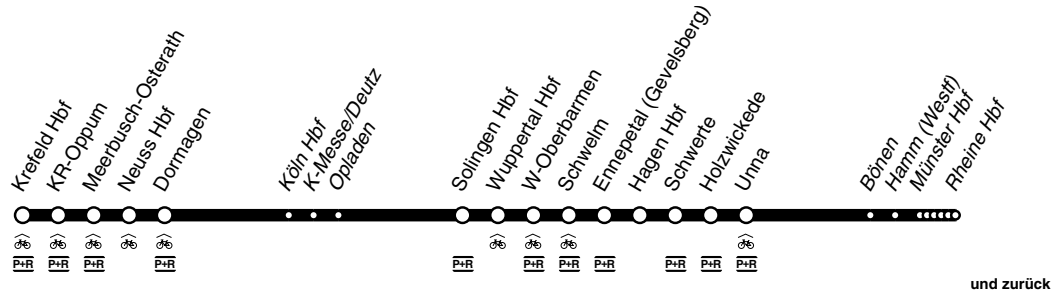 Krefeld Hbf
KR-Oppum
Meerbusch-Osterath
Neuss Hbf
Dormagen
Köln Hbf
K-Messe/Deutz
Opladen
Solingen Hbf
Wuppertal Hbf
W-Oberbarmen
Schwelm
Ennepetal (Gevelsberg)
Hagen Hbf
Schwerte
Holzwickede
Unna
Bönen
Hamm (Westf)
Münster Hbf
Rheine Hbf
P+R P+R P+R P+R P+R P+R P+R P+R P+R P+R P+R
und zurück